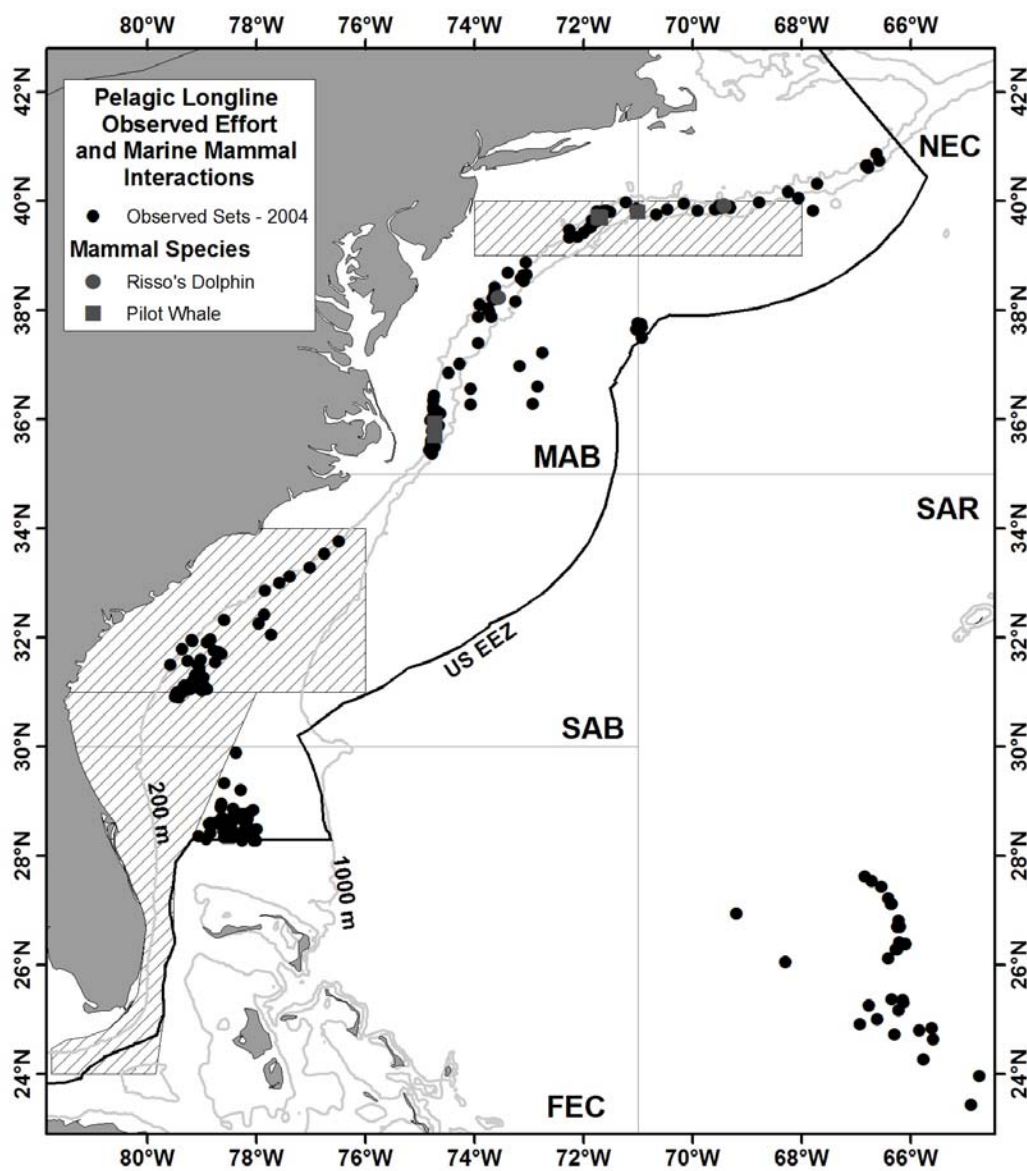 80°W 78°W 76°W 74°W 72°W 70°W 68°W 66°W
Pelagic Longline
Observed Effort
and Marine Mammal
Interactions
Observed Sets - 2004
Mammal Species
Risso's Dolphin
Pilot Whale
42°N
40°N
38°N
36°N
34°N
32°N
30°N
28°N
26°N
24°N
NEC
MAB
SAR
US EEZ
SAB
200 m
1000 m
FEC
42°N
40°N
38°N
36°N
34°N
32°N
30°N
28°N
26°N
24°N
80°W 78°W 76°W 74°W 72°W 70°W 68°W 66°W